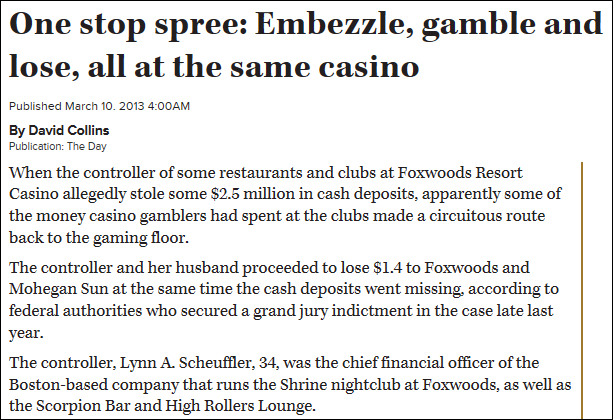 One stop spree: Embezzle, gamble and
lose, all at the same casino
Published March 10. 2013 4:00AM
By David Collins
Publication: The Day
When the controller of some restaurants and clubs at Foxwoods Resort
Casino allegedly stole some $2.5 million in cash deposits, apparently some of
the money casino gamblers had spent at the clubs made a circuitous route
back to the gaming floor.
The controller and her husband proceeded to lose $1.4 to Foxwoods and
Mohegan Sun at the same time the cash deposits went missing, according to
federal authorities who secured a grand jury indictment in the case late last
year.
The controller, Lynn A. Scheuffler, 34, was the chief financial officer of the
Boston-based company that runs the Shrine nightclub at Foxwoods, as well as
the Scorpion Bar and High Rollers Lounge.